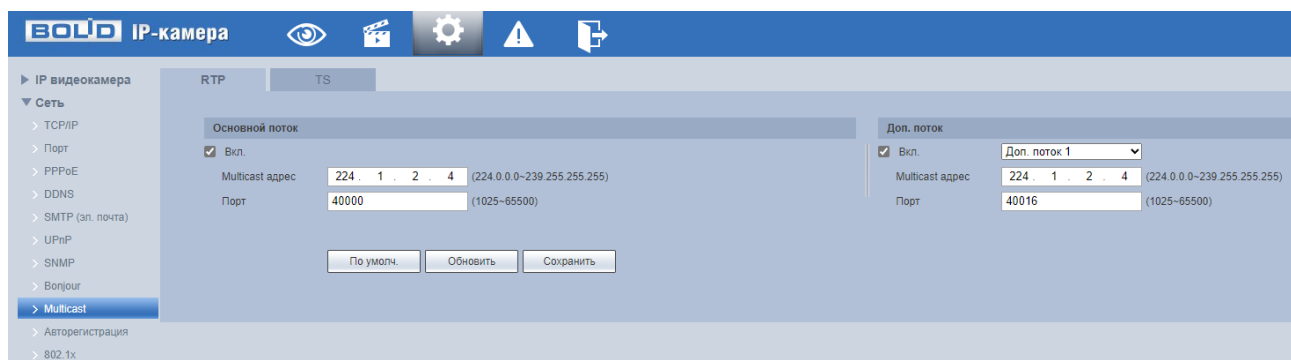 BOLID IP-камера
IP видеокамера
Сеть
TCP/IP
Порт
PPPoE
DDNS
SMTP (эл. почта)
UPnP
SNMP
Bonjour
Multicast
Авторегистрация
802.1x
RTP TS
Основной поток
Вкл.
Multicast адрес 224 . 1 . 2 . 4 (224.0.0.0~239.255.255.255)
Порт 40000 (1025~65500)
По умолч. Обновить Сохранить
Доп. поток
Вкл. Доп. поток 1
Multicast адрес 224 . 1 . 2 . 4 (224.0.0.0~239.255.255.255)
Порт 40016 (1025~65500)